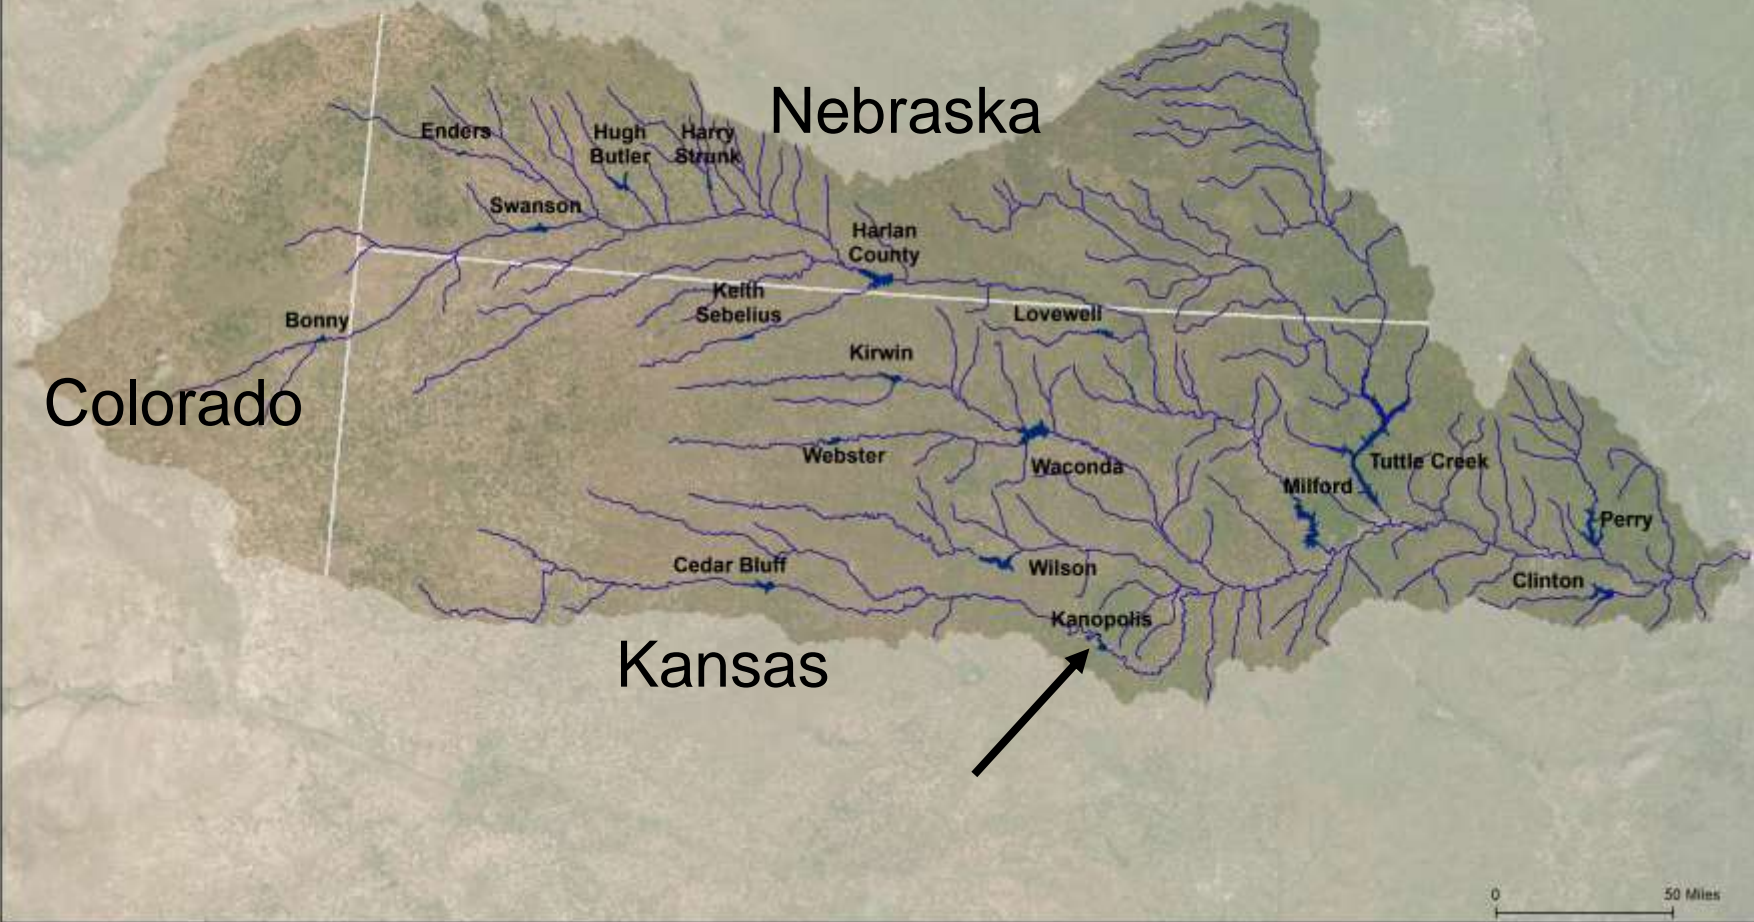 Nebraska
Enders
Hugh
Butler
Harry
Strunk
Swanson
Harlan
County
Keith
Sebelius
Lovewell
Bonny
Kirwin
Colorado
Webster
Waconda
Tuttle Creek
Milford
Perry
Cedar Bluff
Wilson
Clinton
Kanopolis
Kansas
0
50 Miles